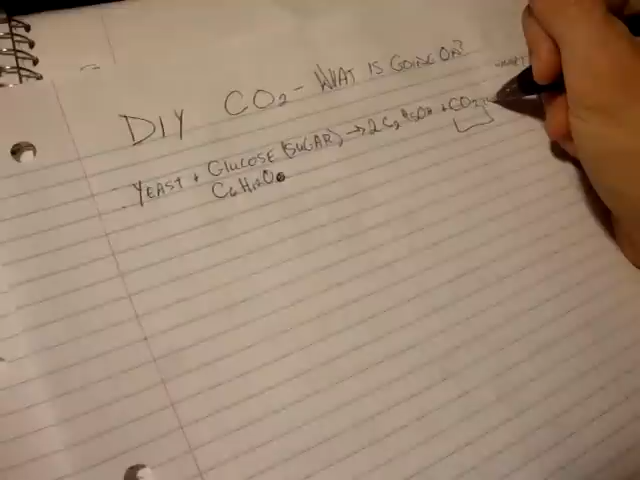 DIY CO2 - WHAT IS GOING ON?
YEAST + GLUCOSE (SUGAR) → 2 C2H5OH + CO2
C6H12O6